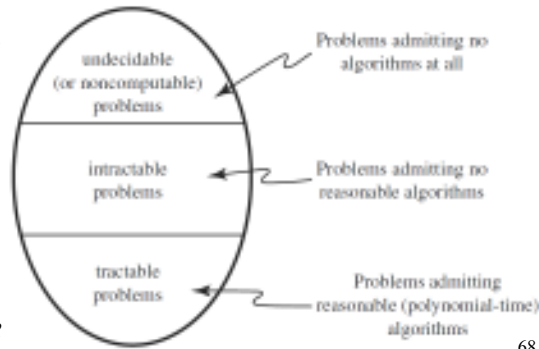 undecidable
(or noncomputable)
problems
Problems admitting no
algorithms at all
intractable
problems
Problems admitting no
reasonable algorithms
tractable
problems
Problems admitting
reasonable (polynomial-time)
algorithms
68